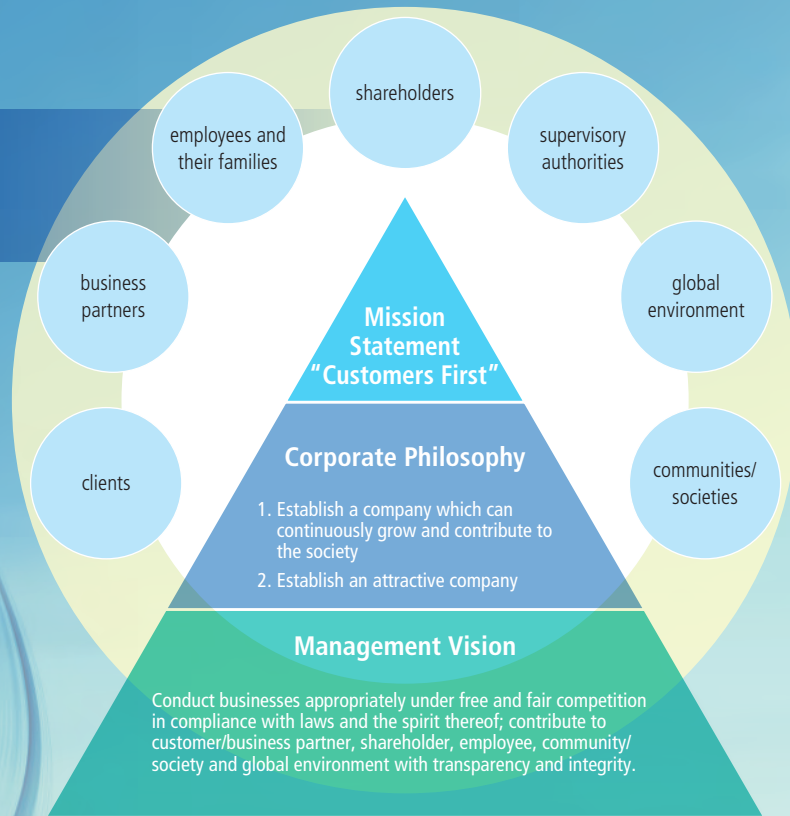 shareholders
employees and
their families
supervisory
authorities
business
partners
global
environment
clients
communities/
societies
Mission
Statement
“Customers First”
Corporate Philosophy
1. Establish a company which can
continuously grow and contribute to
the society
2. Establish an attractive company
Management Vision
Conduct businesses appropriately under free and fair competition
in compliance with laws and the spirit thereof; contribute to
customer/business partner, shareholder, employee, community/
society and global environment with transparency and integrity.